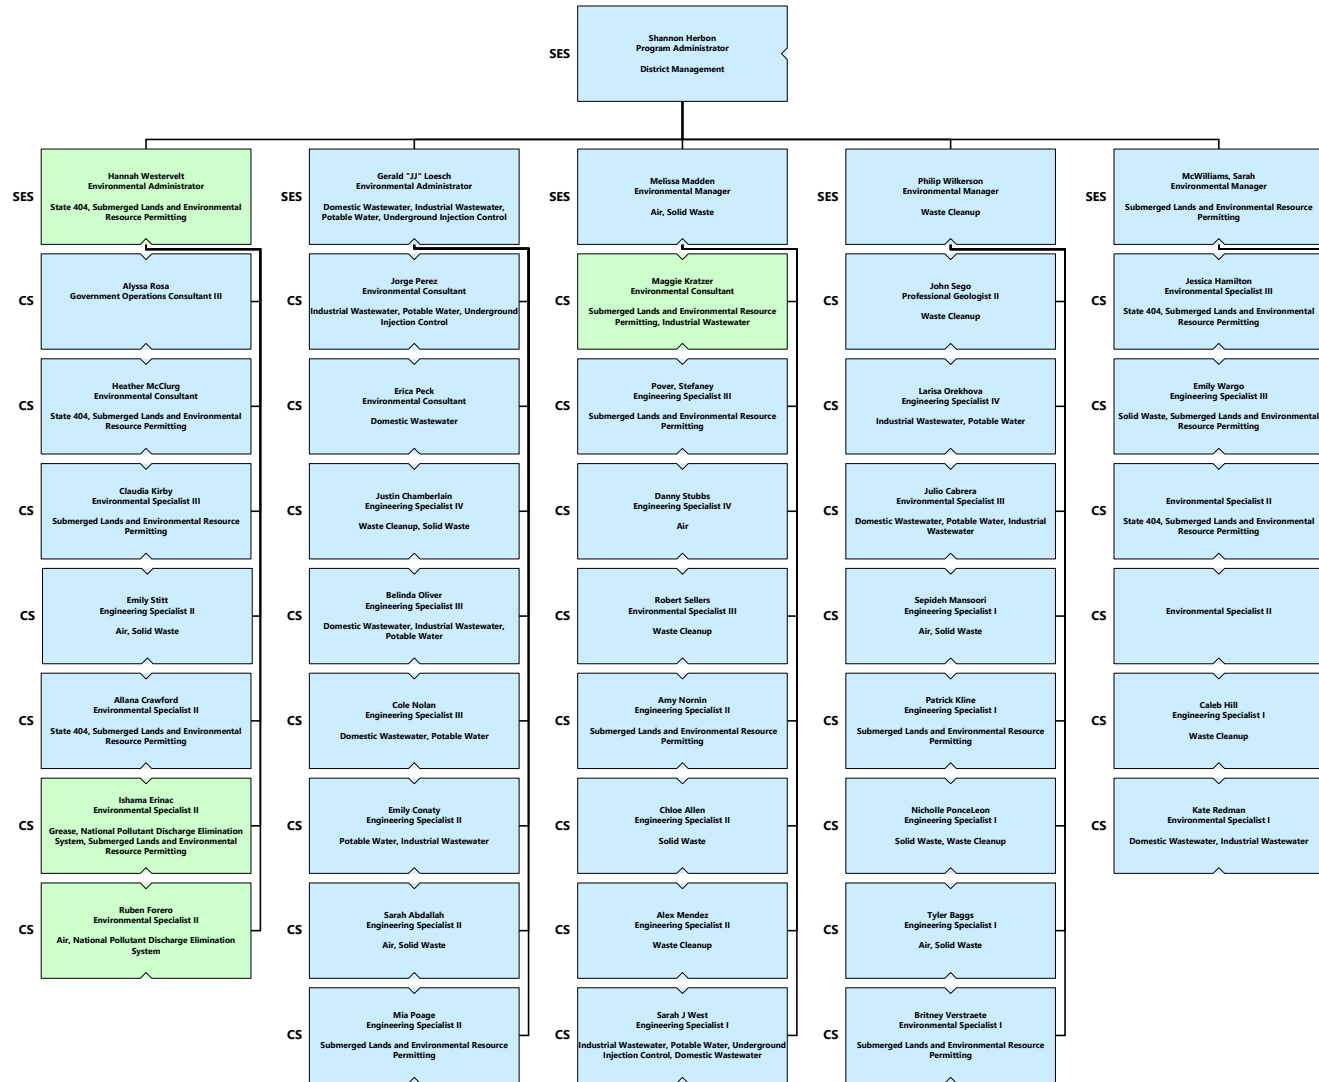 SES
Shannon Herbon
Program Administrator
District Management
SES
Hannah Westervelt
Environmental Administrator
State 404, Submerged Lands and Environmental
Resource Permitting
CS
Alyssa Rosa
Government Operations Consultant III
CS
Heather McClurg
Environmental Consultant
State 404, Submerged Lands and Environmental
Resource Permitting
CS
Claudia Kirby
Environmental Specialist III
Submerged Lands and Environmental Resource
Permitting
CS
Emily Stitt
Engineering Specialist II
Air, Solid Waste
CS
Allana Crawford
Environmental Specialist II
State 404, Submerged Lands and Environmental
Resource Permitting
CS
Ishama Erinac
Environmental Specialist II
Grease, National Pollutant Discharge Elimination
System, Submerged Lands and Environmental
Resource Permitting
CS
Ruben Forero
Environmental Specialist II
Air, National Pollutant Discharge Elimination
System
SES
Gerald "JJ" Loesch
Environmental Administrator
Domestic Wastewater, Industrial Wastewater,
Potable Water, Underground Injection Control
CS
Jorge Perez
Environmental Consultant
Industrial Wastewater, Potable Water, Underground
Injection Control
CS
Erica Peck
Environmental Consultant
Domestic Wastewater
CS
Justin Chamberlain
Engineering Specialist IV
Waste Cleanup, Solid Waste
CS
Belinda Oliver
Engineering Specialist III
Domestic Wastewater, Industrial Wastewater,
Potable Water
CS
Cole Nolan
Engineering Specialist III
Domestic Wastewater, Potable Water
CS
Emily Conaty
Engineering Specialist II
Potable Water, Industrial Wastewater
CS
Sarah Abdallah
Engineering Specialist II
Air, Solid Waste
CS
Mia Poage
Engineering Specialist II
Submerged Lands and Environmental Resource
Permitting
SES
Melissa Madden
Environmental Manager
Air, Solid Waste
CS
Maggie Kratzer
Environmental Consultant
Submerged Lands and Environmental Resource
Permitting, Industrial Wastewater
CS
Pover, Stefaney
Engineering Specialist III
Submerged Lands and Environmental Resource
Permitting
CS
Danny Stubbs
Engineering Specialist IV
Air
CS
Robert Sellers
Environmental Specialist III
Waste Cleanup
CS
Amy Nornin
Engineering Specialist II
Submerged Lands and Environmental Resource
Permitting
CS
Chloe Allen
Engineering Specialist II
Solid Waste
CS
Alex Mendez
Engineering Specialist II
Waste Cleanup
CS
Sarah J West
Engineering Specialist I
Industrial Wastewater, Potable Water, Underground
Injection Control, Domestic Wastewater
SES
Philip Wilkerson
Environmental Manager
Waste Cleanup
CS
John Sego
Professional Geologist II
Waste Cleanup
CS
Larisa Orekhova
Engineering Specialist IV
Industrial Wastewater, Potable Water
CS
Julio Cabrera
Environmental Specialist III
Domestic Wastewater, Potable Water, Industrial
Wastewater
CS
Sepideh Mansoori
Engineering Specialist I
Air, Solid Waste
CS
Patrick Kline
Engineering Specialist I
Submerged Lands and Environmental Resource
Permitting
CS
Nicholle PonceLeon
Engineering Specialist I
Solid Waste, Waste Cleanup
CS
Tyler Baggs
Engineering Specialist I
Air, Solid Waste
CS
Britney Verstraete
Environmental Specialist I
Submerged Lands and Environmental Resource
Permitting
SES
McWilliams, Sarah
Environmental Manager
Submerged Lands and Environmental Resource
Permitting
CS
Jessica Hamilton
Environmental Specialist III
State 404, Submerged Lands and Environmental
Resource Permitting
CS
Emily Wargo
Engineering Specialist III
Solid Waste, Submerged Lands and Environmental
Resource Permitting
CS
Environmental Specialist II
State 404, Submerged Lands and Environmental
Resource Permitting
CS
Environmental Specialist II
CS
Caleb Hill
Engineering Specialist I
Waste Cleanup
CS
Kate Redman
Environmental Specialist I
Domestic Wastewater, Industrial Wastewater